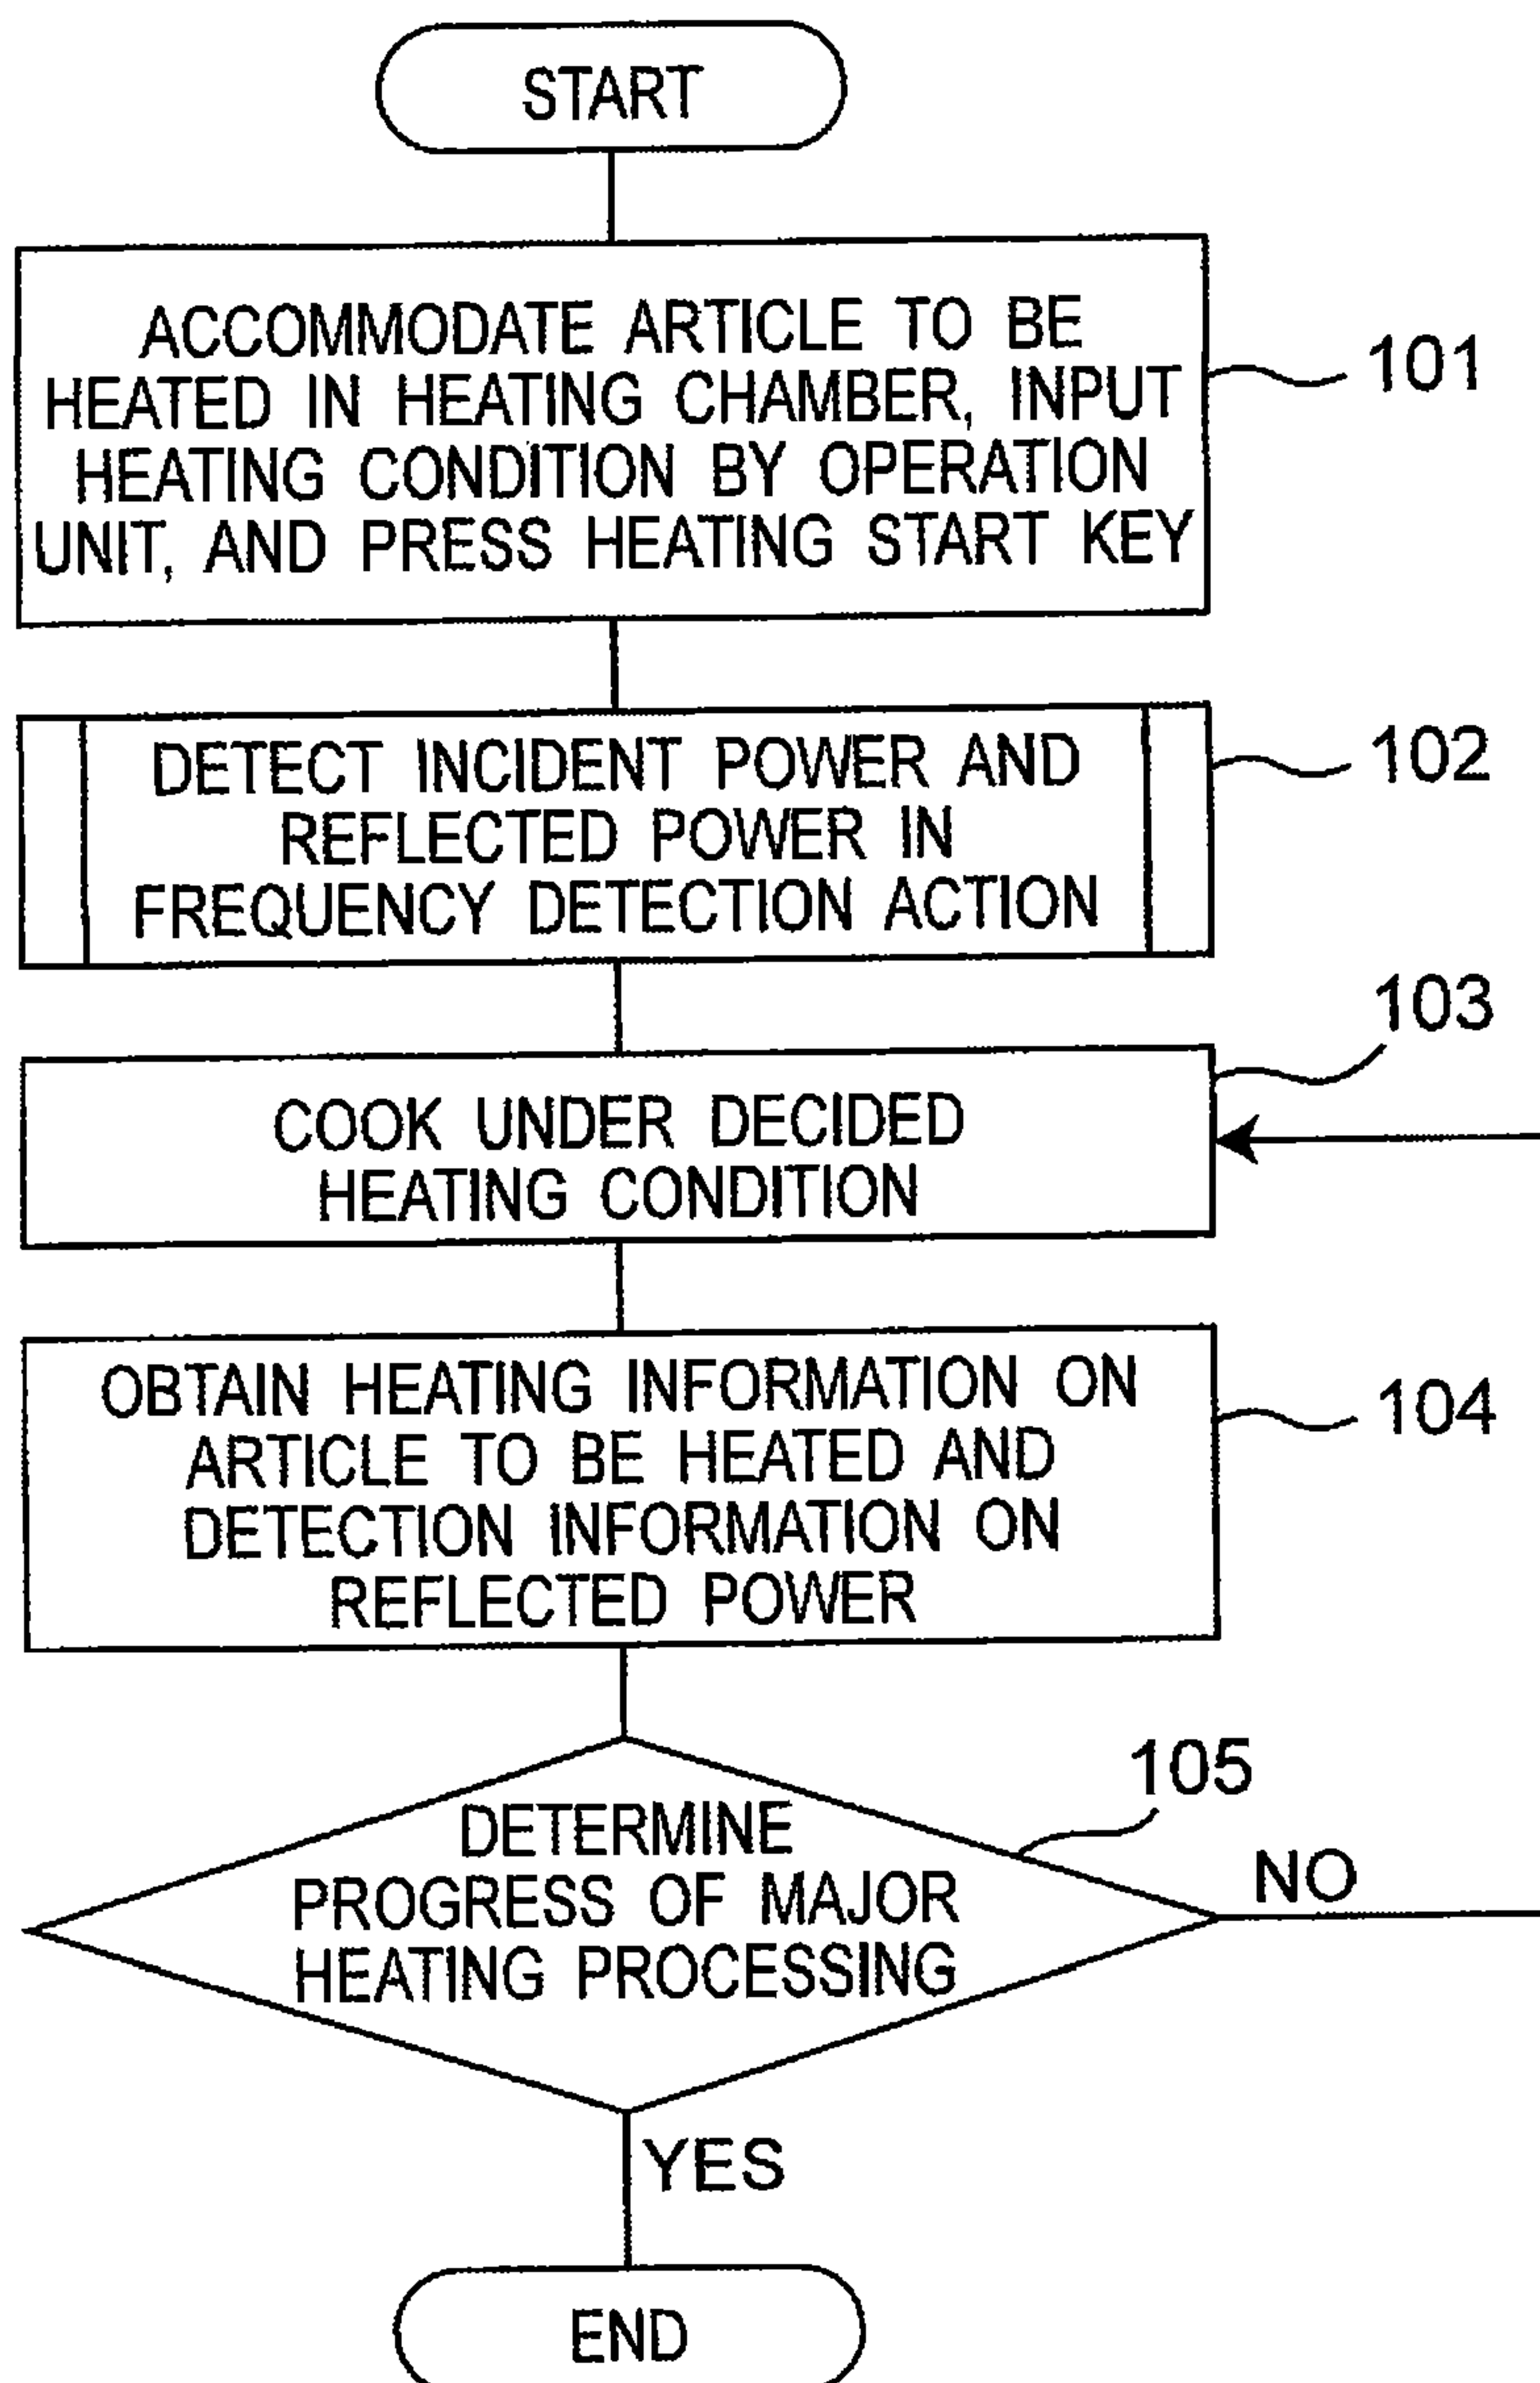 START
ACCOMMODATE ARTICLE TO BE
HEATED IN HEATING CHAMBER, INPUT
HEATING CONDITION BY OPERATION
UNIT, AND PRESS HEATING START KEY
101
DETECT INCIDENT POWER AND
REFLECTED POWER IN
FREQUENCY DETECTION ACTION
102
103
COOK UNDER DECIDED
HEATING CONDITION
OBTAIN HEATING INFORMATION ON
ARTICLE TO BE HEATED AND
DETECTION INFORMATION ON
REFLECTED POWER
104
105
DETERMINE
PROGRESS OF MAJOR
HEATING PROCESSING
NO
YES
END